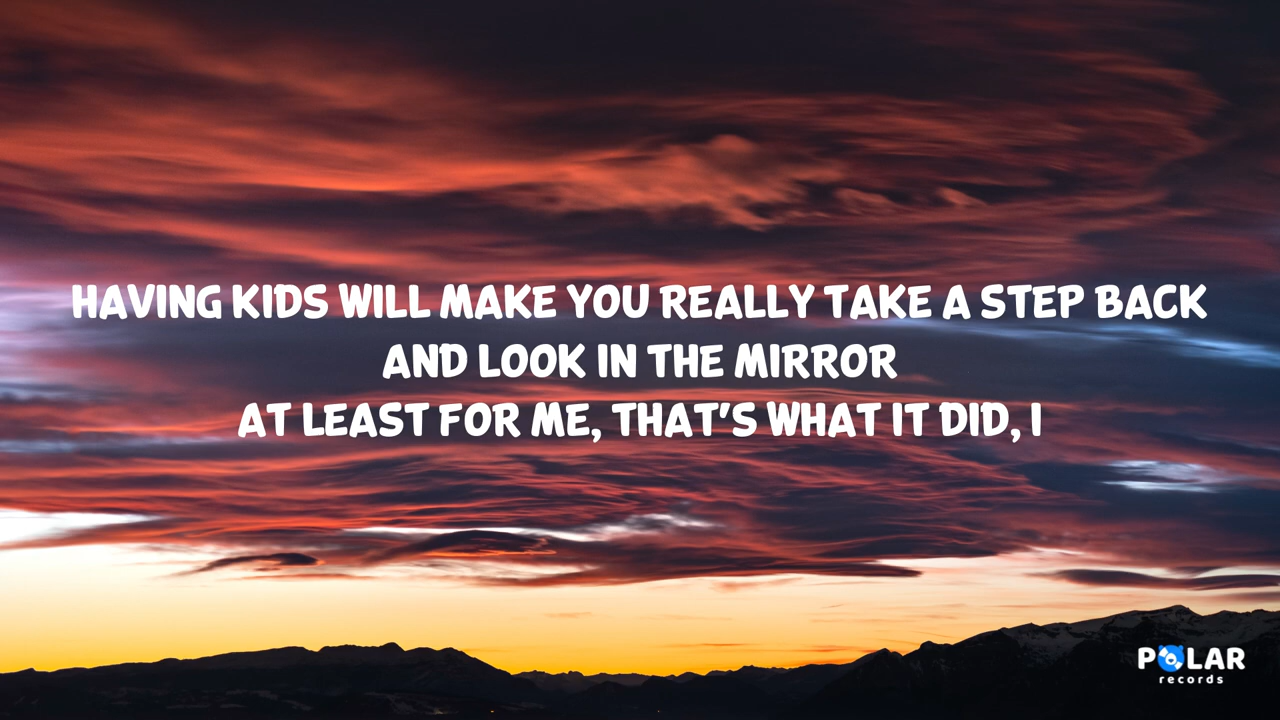 HAVING KIDS WILL MAKE YOU REALLY TAKE A STEP BACK
AND LOOK IN THE MIRROR
AT LEAST FOR ME, THAT'S WHAT IT DID, I
POLAR
records